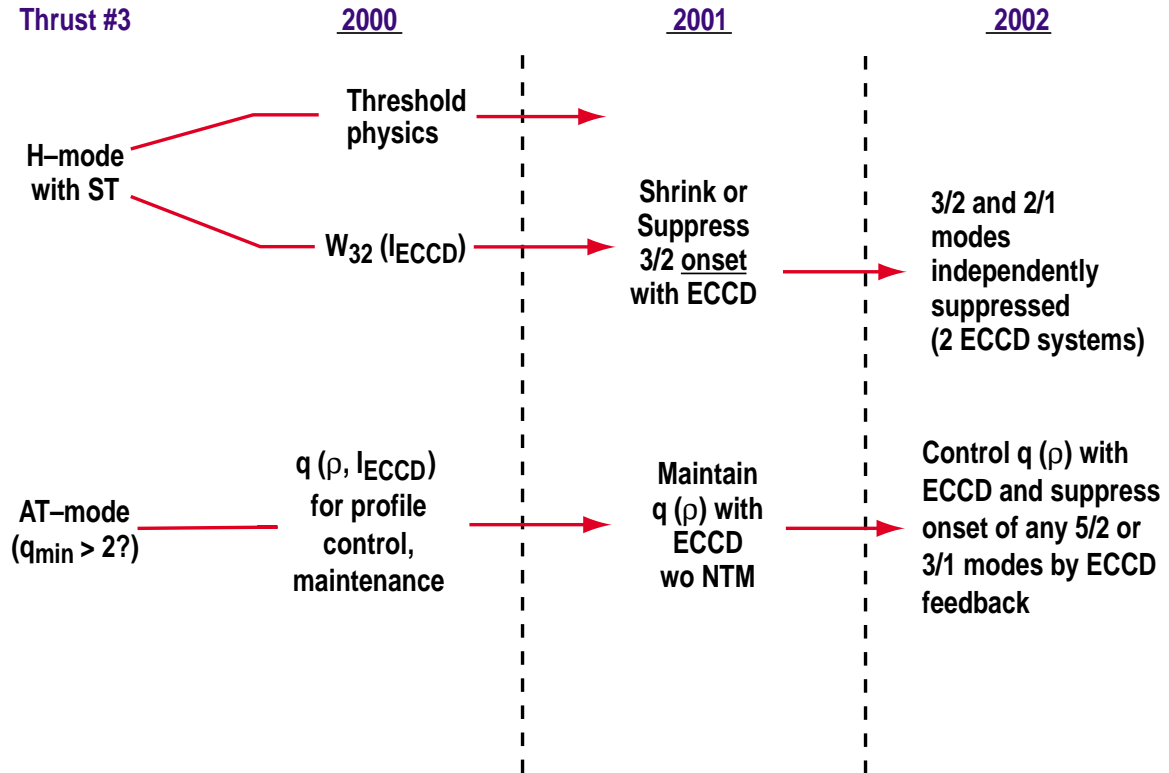 Thrust #3
2000
2001
2002
H–mode
with ST
Threshold
physics
W32 (IECCD)
Shrink or
Suppress
3/2 onset
with ECCD
3/2 and 2/1
modes
independently
suppressed
(2 ECCD systems)
AT–mode
(qmin > 2?)
q (ρ, IECCD)
for profile
control,
maintenance
Maintain
q (ρ) with
ECCD
wo NTM
Control q (ρ) with
ECCD and suppress
onset of any 5/2 or
3/1 modes by ECCD
feedback